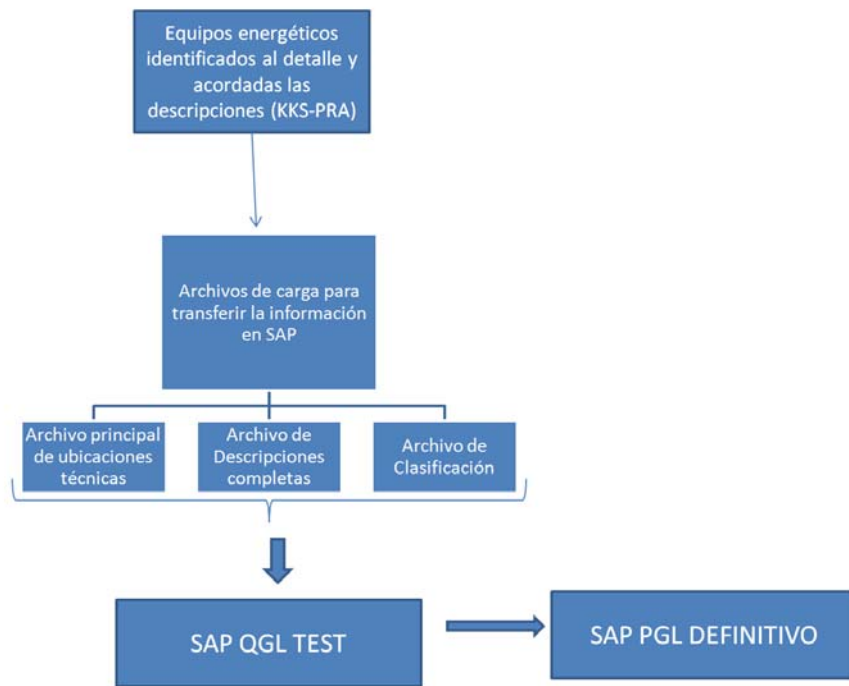 Equipos energéticos
identificados al detalle y
acordadas las
descripciones (KKS-PRA)
Archivos de carga para
transferir la información
en SAP
Archivo principal
de ubicaciones
técnicas
Archivo de
Descripciones
completas
Archivo de
Clasificación
SAP QGL TEST
SAP PGL DEFINITIVO